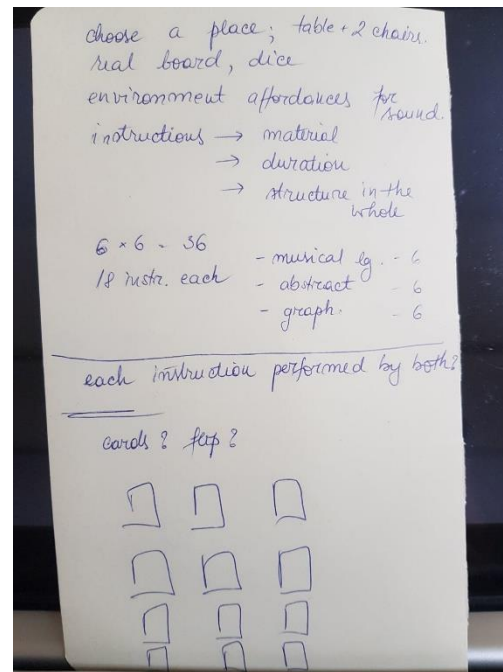 choose a place; table + 2 chairs.
real board, dice
environment affordances for sound.
instructions → material
→ duration
→ structure in the whole
6 × 6 - 36
18 instr. each
- musical lg. - 6
- abstract - 6
- graph. - 6
each instruction performed by both?
cards ?